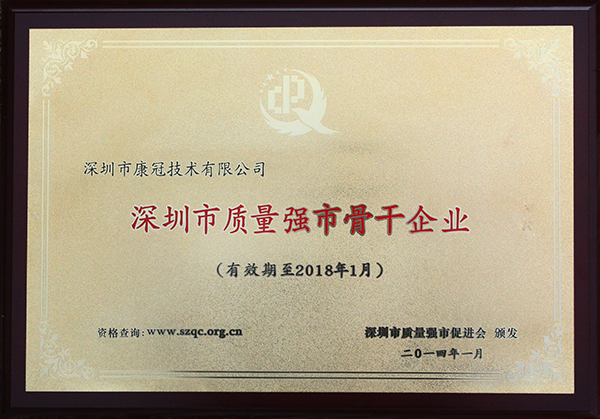 深圳市康冠技术有限公司
深圳市质量强市骨干企业
(有效期至2018年1月)
资格查询:www.szqc.org.cn
深圳市质量强市促进会 颁发
二○一四年一月